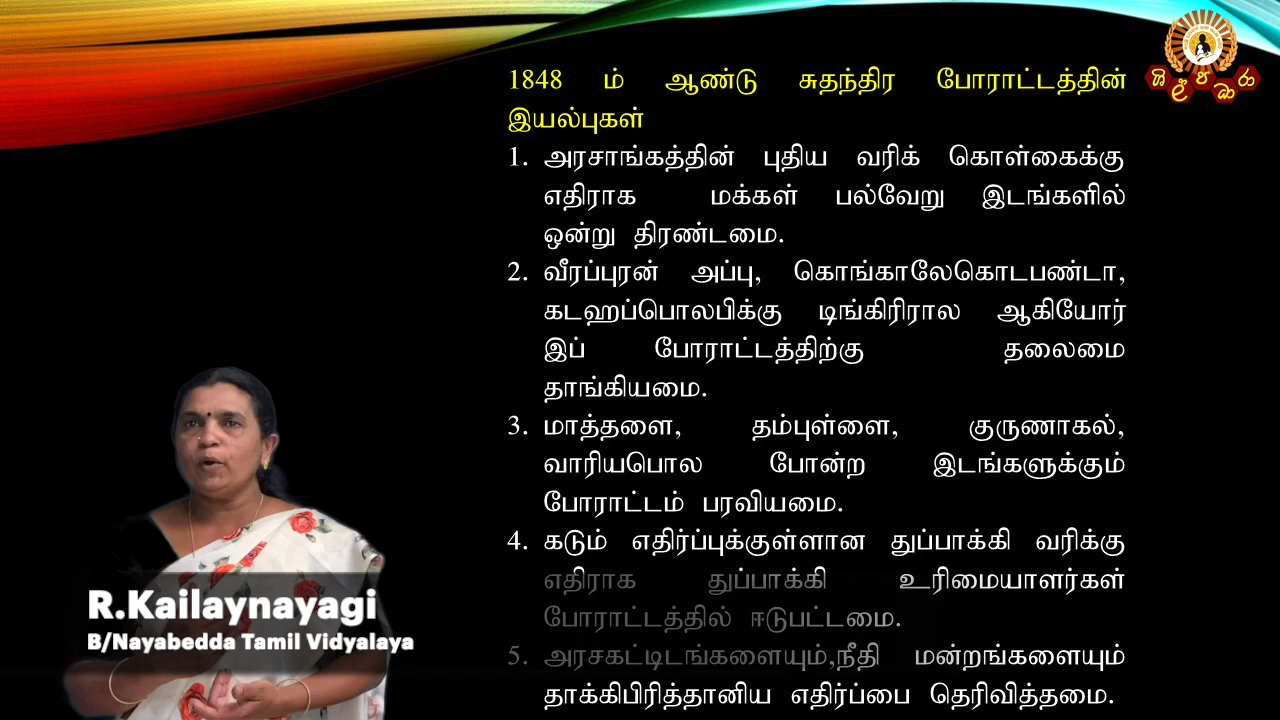 1848 ம் ஆண்டு சுதந்திர போராட்டத்தின்
இயல்புகள்
1. அரசாங்கத்தின் புதிய வரிக் கொள்கைக்கு
எதிராக மக்கள் பல்வேறு இடங்களில்
ஒன்று திரண்டமை.
2. வீரப்புரன் அப்பு, கொங்காலேகொடபண்டா,
கடஹப்பொலபிக்கு டிங்கிரிரால ஆகியோர்
இப் போராட்டத்திற்கு தலைமை
தாங்கியமை.
3. மாத்தளை, தம்புள்ளை, குருணாகல்,
வாரியபொல போன்ற இடங்களுக்கும்
போராட்டம் பரவியமை.
4. கடும் எதிர்ப்புக்குள்ளான துப்பாக்கி வரிக்கு
எதிராக துப்பாக்கி உரிமையாளர்கள்
போராட்டத்தில் ஈடுபட்டமை.
5. அரசகட்டிடங்களையும்,நீதி மன்றங்களையும்
தாக்கிபிரித்தானிய எதிர்ப்பை தெரிவித்தமை.
R.Kailaynayagi
B/Nayabedda Tamil Vidyalaya